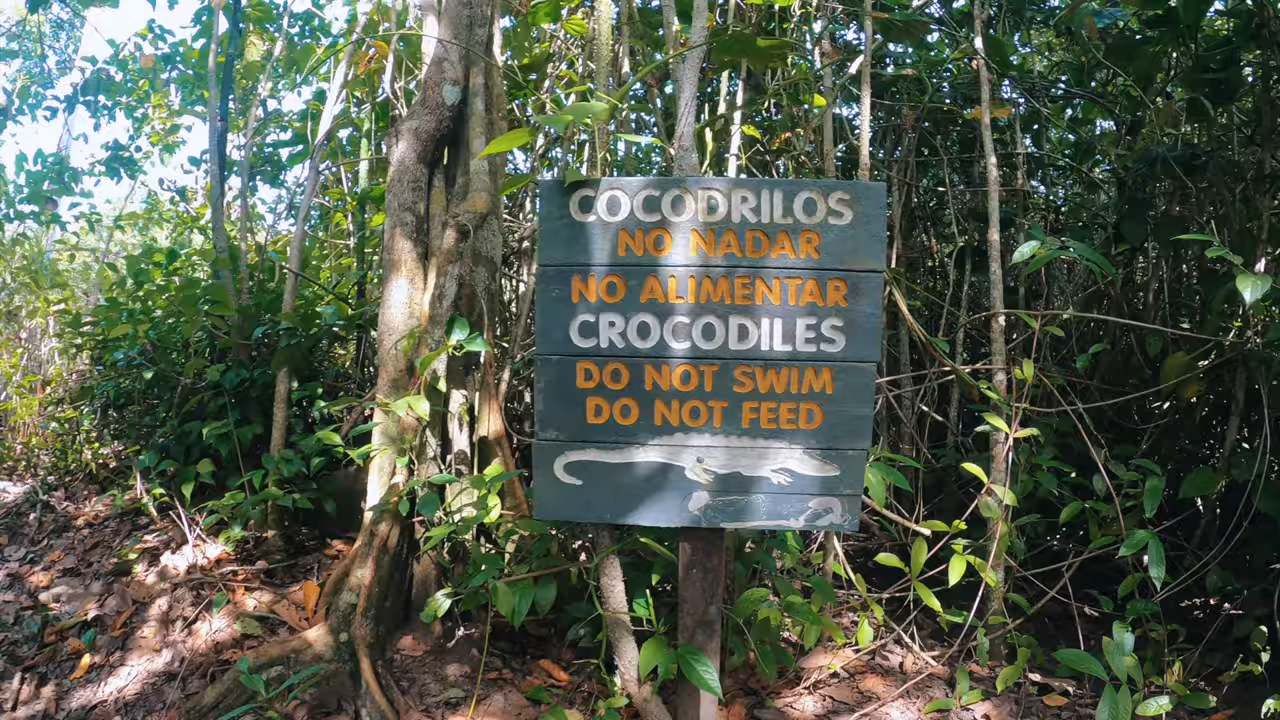 COCODRILOS
NO NADAR
NO ALIMENTAR
CROCODILES
DO NOT SWIM
DO NOT FEED